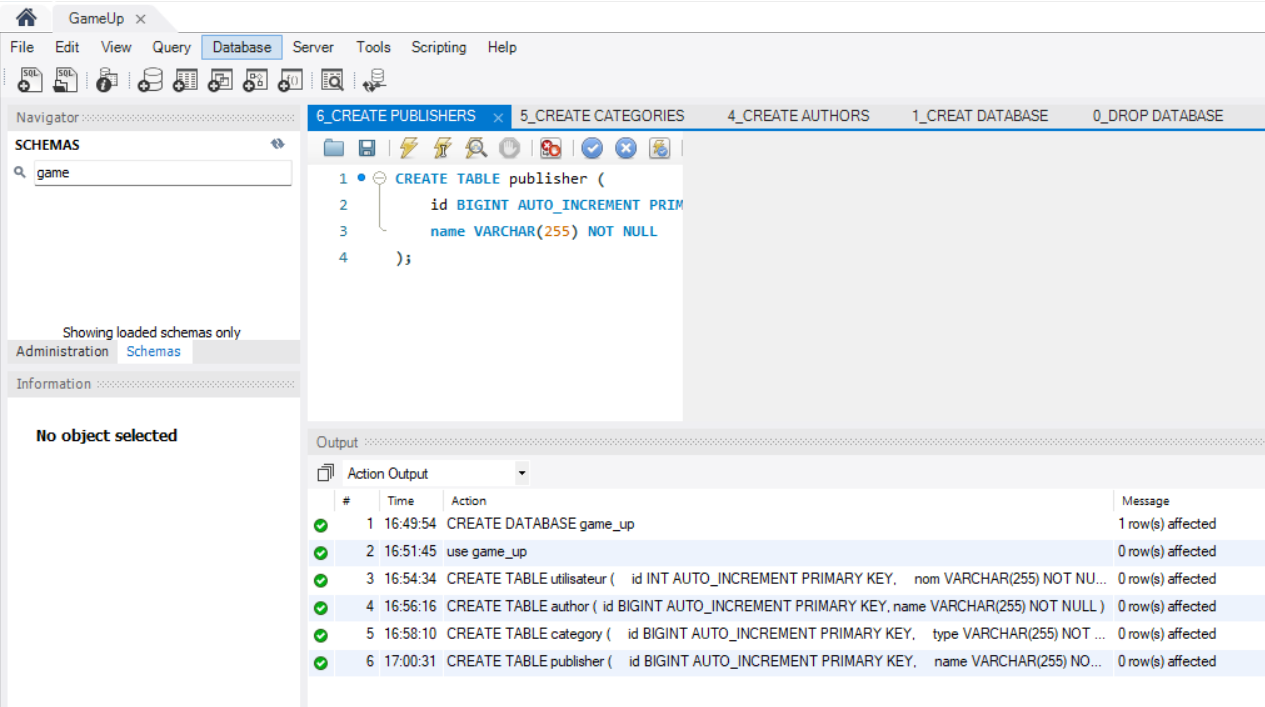 GameUp
File Edit View Query Database Server Tools Scripting Help
Navigator
SCHEMAS
game
Showing loaded schemas only
Administration Schemas
Information
No object selected
6_CREATE PUBLISHERS 5_CREATE CATEGORIES 4_CREATE AUTHORS 1_CREAT DATABASE 0_DROP DATABASE
1 CREATE TABLE publisher (
2 id BIGINT AUTO_INCREMENT PRIM
3 name VARCHAR(255) NOT NULL
4 );
Output
Action Output
# Time Action Message
1 16:49:54 CREATE DATABASE game_up 1 row(s) affected
2 16:51:45 use game_up 0 row(s) affected
3 16:54:34 CREATE TABLE utilisateur ( id INT AUTO_INCREMENT PRIMARY KEY, nom VARCHAR(255) NOT NU... 0 row(s) affected
4 16:56:16 CREATE TABLE author ( id BIGINT AUTO_INCREMENT PRIMARY KEY, name VARCHAR(255) NOT NULL ) 0 row(s) affected
5 16:58:10 CREATE TABLE category ( id BIGINT AUTO_INCREMENT PRIMARY KEY, type VARCHAR(255) NOT ... 0 row(s) affected
6 17:00:31 CREATE TABLE publisher ( id BIGINT AUTO_INCREMENT PRIMARY KEY, name VARCHAR(255) NO... 0 row(s) affected